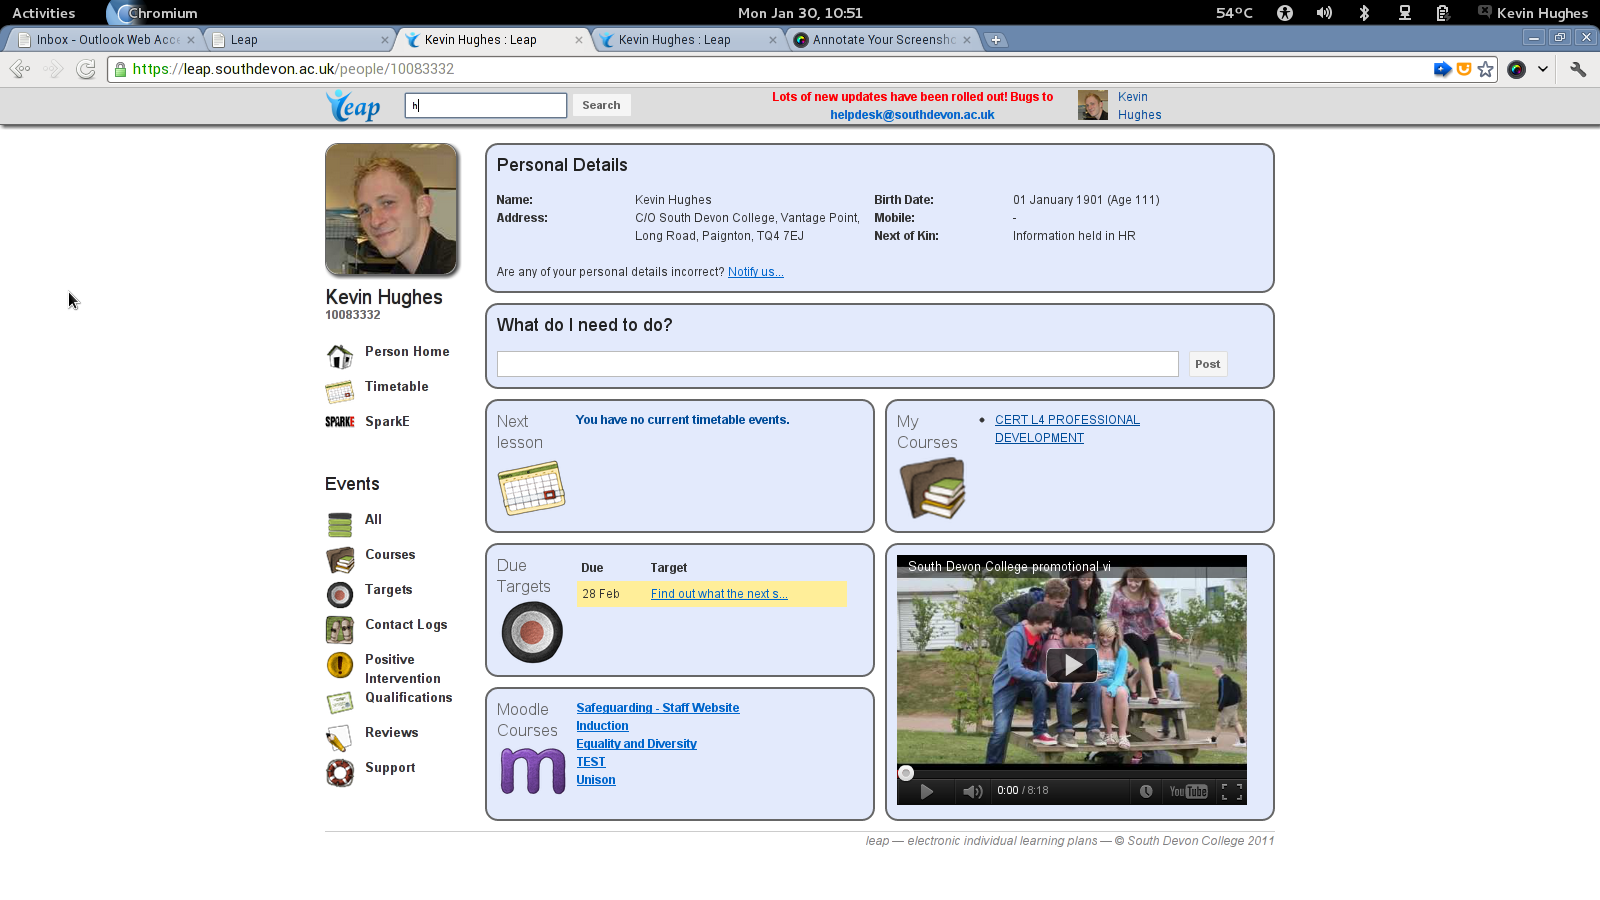 Activities Chromium Mon Jan 30, 10:51 54°C Kevin Hughes
Inbox - Outlook Web Acce Leap Kevin Hughes : Leap Kevin Hughes : Leap Annotate Your Screensho
https://leap.southdevon.ac.uk/people/10083332
leap h Search
Lots of new updates have been rolled out! Bugs to
helpdesk@southdevon.ac.uk
Kevin
Hughes
Kevin Hughes
10083332
Person Home
Timetable
SPARKE SparkE
Events
All
Courses
Targets
Contact Logs
Positive
Intervention
Qualifications
Reviews
Support
Personal Details
Name: Kevin Hughes Birth Date: 01 January 1901 (Age 111)
Address: C/O South Devon College, Vantage Point, Mobile: -
Long Road, Paignton, TQ4 7EJ Next of Kin: Information held in HR
Are any of your personal details incorrect? Notify us...
What do I need to do?
Post
Next
lesson
You have no current timetable events.
My
Courses
• CERT L4 PROFESSIONAL
DEVELOPMENT
Due
Targets
Due Target
28 Feb Find out what the next s...
South Devon College promotional vi
0:00 / 8:18 YouTube
Moodle
Courses
m
Safeguarding - Staff Website
Induction
Equality and Diversity
TEST
Unison
leap — electronic individual learning plans — © South Devon College 2011